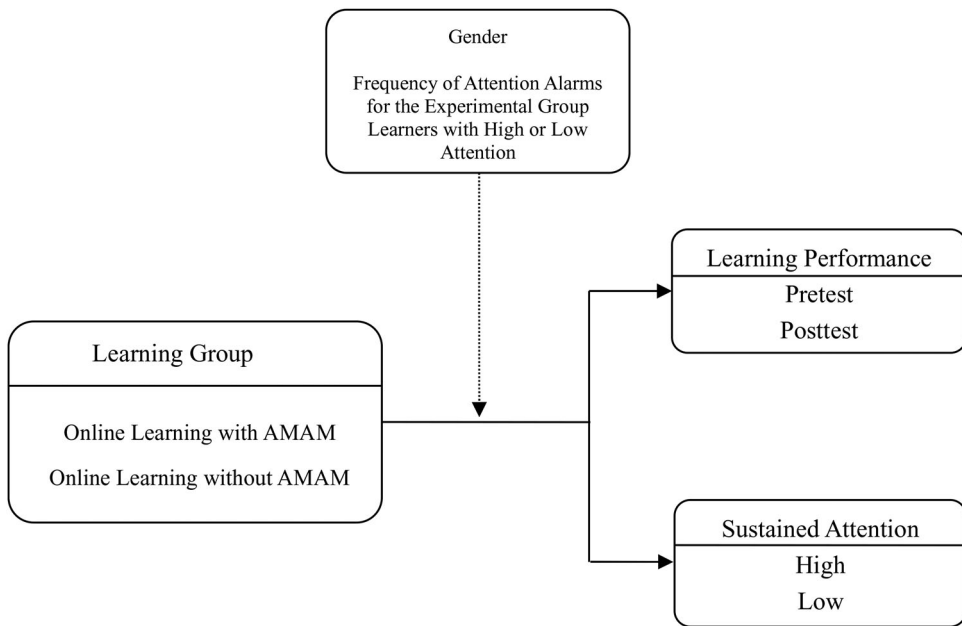 Gender
Frequency of Attention Alarms
for the Experimental Group
Learners with High or Low
Attention
Learning Performance
Pretest
Posttest
Learning Group
Online Learning with AMAM
Online Learning without AMAM
Sustained Attention
High
Low